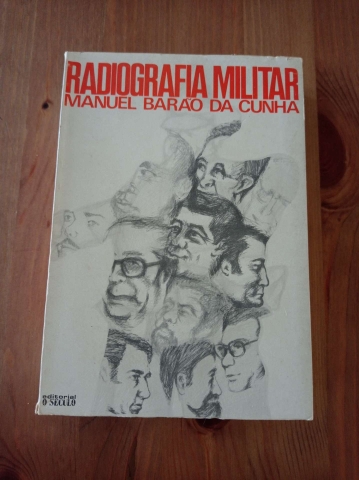 RADIOGRAFIA MILITAR
MANUEL BARÃO DA CUNHA
editorial
O SÉCULO